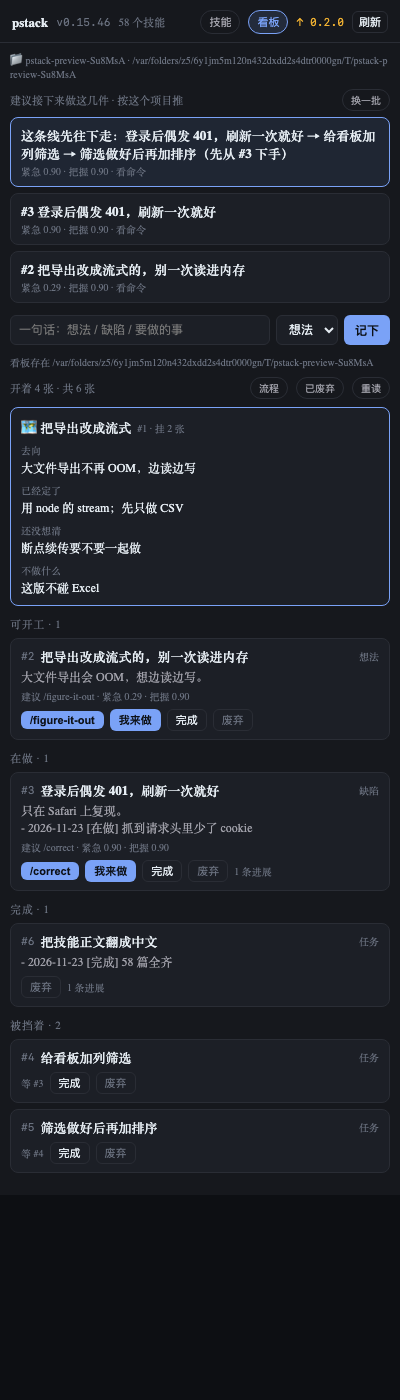 pstack v0.15.46 58 个技能 技能 看板 ↑ 0.2.0 刷新
pstack-preview-Su8MsA · /var/folders/z5/6y1jm5m120n432dxdd2s4dtr0000gn/T/pstack-p
review-Su8MsA
建议接下来做这几件 · 按这个项目推 换一批
这条线先往下走：登录后偶发 401，刷新一次就好 → 给看板加
列筛选 → 筛选做好后再加排序（先从 #3 下手）
紧急 0.90 · 把握 0.90 · 看命令
#3 登录后偶发 401，刷新一次就好
紧急 0.90 · 把握 0.90 · 看命令
#2 把导出改成流式的，别一次读进内存
紧急 0.29 · 把握 0.90 · 看命令
一句话：想法 / 缺陷 / 要做的事 想法 记下
看板存在 /var/folders/z5/6y1jm5m120n432dxdd2s4dtr0000gn/T/pstack-preview-Su8MsA
开着 4 张 · 共 6 张 流程 已废弃 重读
把导出改成流式 #1 · 挂 2 张
去向
大文件导出不再 OOM，边读边写
已经定了
用 node 的 stream；先只做 CSV
还没想清
断点续传要不要一起做
不做什么
这版不碰 Excel
可开工 · 1
#2 把导出改成流式的，别一次读进内存 想法
大文件导出会 OOM，想边读边写。
建议 /figure-it-out · 紧急 0.29 · 把握 0.90
/figure-it-out 我来做 完成 废弃
在做 · 1
#3 登录后偶发 401，刷新一次就好 缺陷
只在 Safari 上复现。
- 2026-11-23 [在做] 抓到请求头里少了 cookie
建议 /correct · 紧急 0.90 · 把握 0.90
/correct 我来做 完成 废弃 1 条进展
完成 · 1
#6 把技能正文翻成中文 任务
- 2026-11-23 [完成] 58 篇全齐
废弃 1 条进展
被挡着 · 2
#4 给看板加列筛选 任务
等 #3 完成 废弃
#5 筛选做好后再加排序 任务
等 #4 完成 废弃